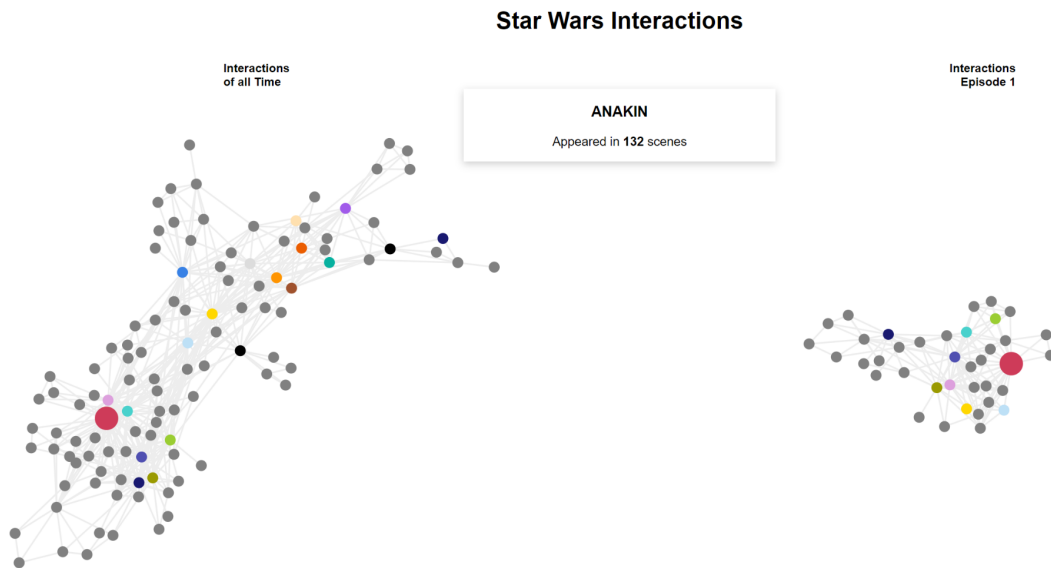 Star Wars Interactions
Interactions
of all Time
ANAKIN
Appeared in 132 scenes
Interactions
Episode 1